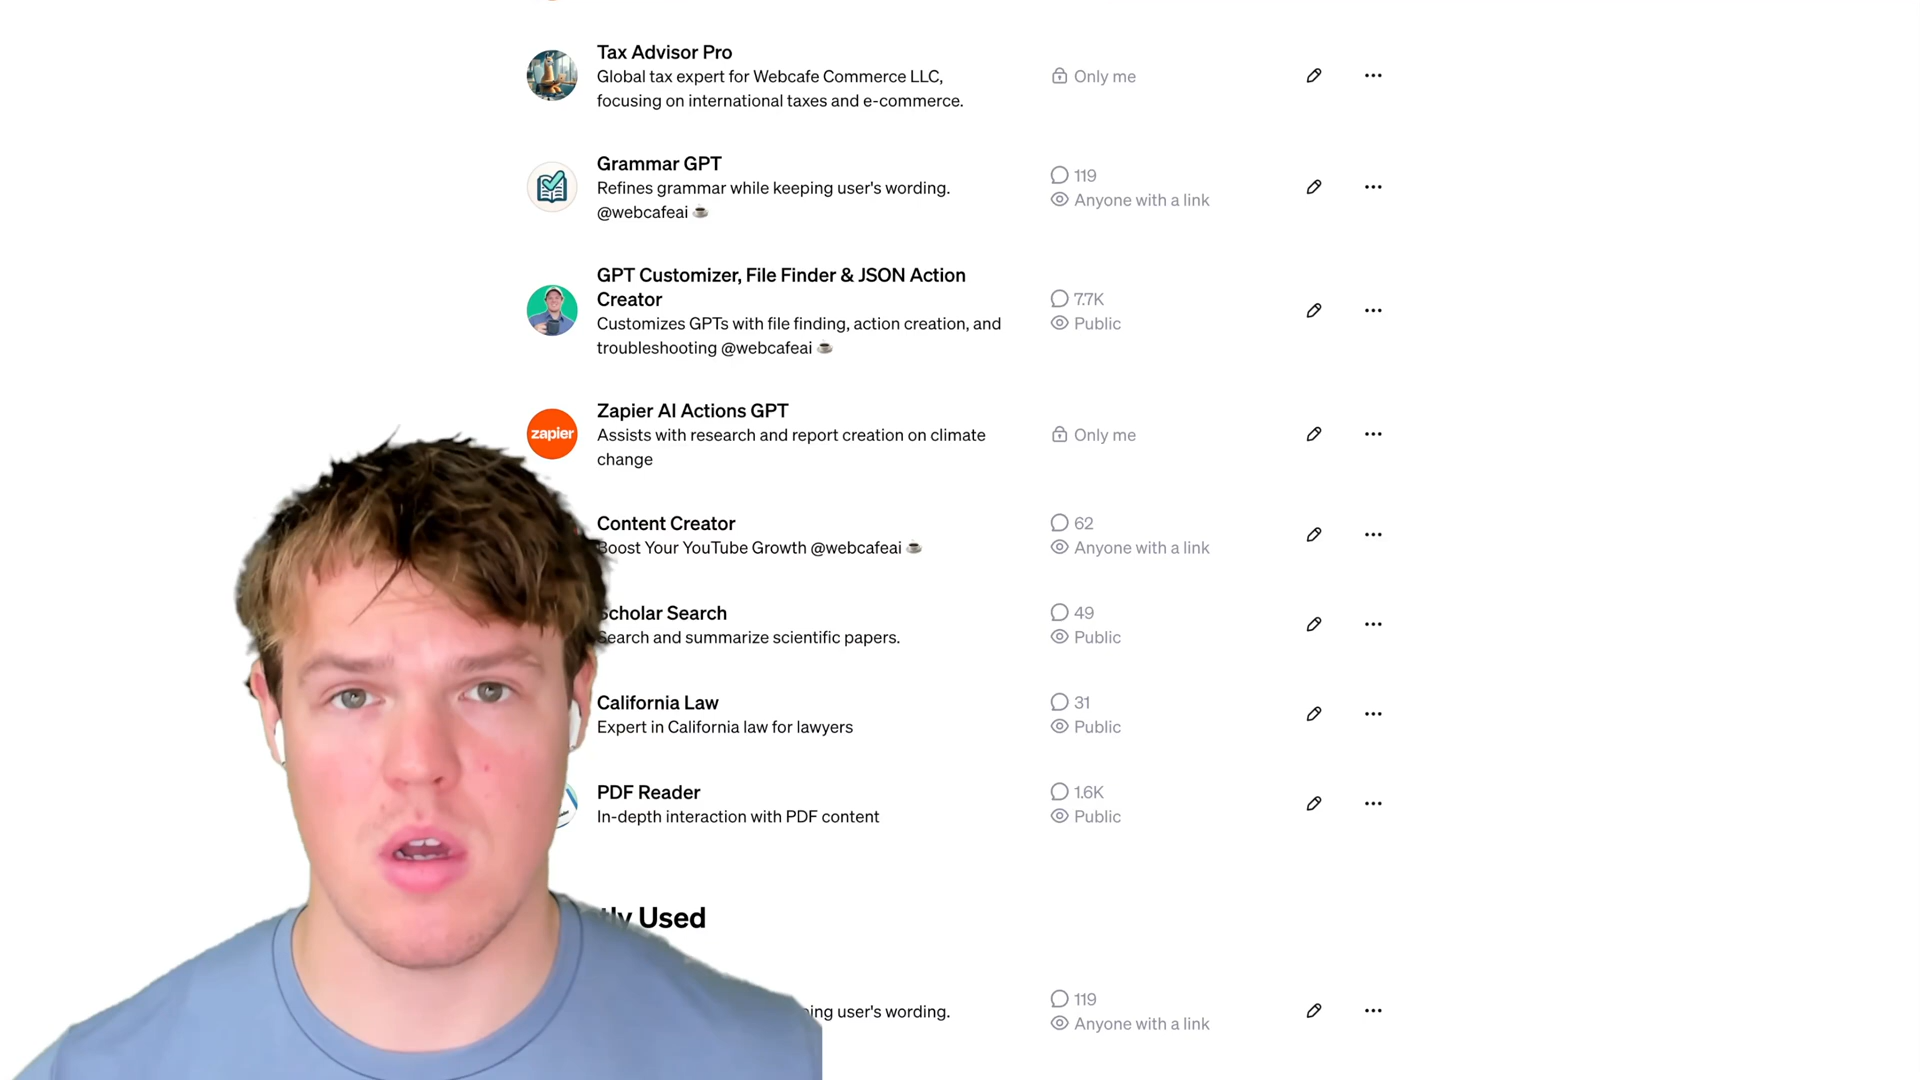 Tax Advisor Pro
Global tax expert for Webcafe Commerce LLC,
focusing on international taxes and e-commerce.
Only me
Grammar GPT
Refines grammar while keeping user's wording.
@webcafeai ☕
119
Anyone with a link
GPT Customizer, File Finder & JSON Action
Creator
Customizes GPTs with file finding, action creation, and
troubleshooting @webcafeai ☕
7.7K
Public
zapier
Zapier AI Actions GPT
Assists with research and report creation on climate
change
Only me
Content Creator
Boost Your YouTube Growth @webcafeai ☕
62
Anyone with a link
Scholar Search
Search and summarize scientific papers.
49
Public
California Law
Expert in California law for lawyers
31
Public
PDF Reader
In-depth interaction with PDF content
1.6K
Public
Used
user's wording.
119
Anyone with a link